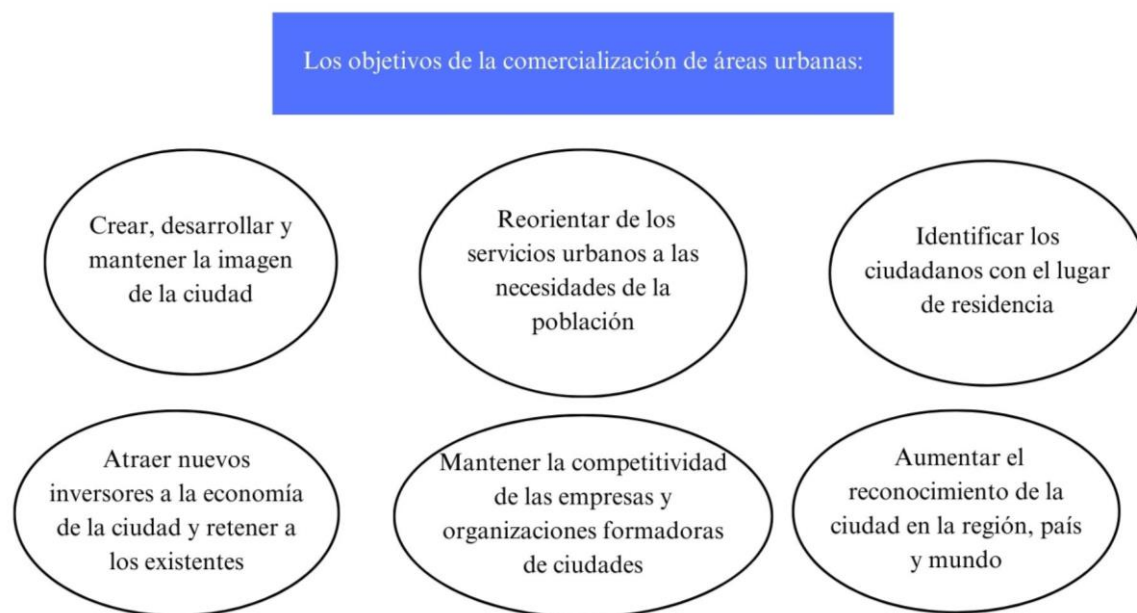 Los objetivos de la comercialización de áreas urbanas:
Crear, desarrollar y
mantener la imagen
de la ciudad
Reorientar de los
servicios urbanos a las
necesidades de la
población
Identificar los
ciudadanos con el lugar
de residencia
Atraer nuevos
inversores a la economía
de la ciudad y retener a
los existentes
Mantener la competitividad
de las empresas y
organizaciones formadoras
de ciudades
Aumentar el
reconocimiento de la
ciudad en la región, país
y mundo